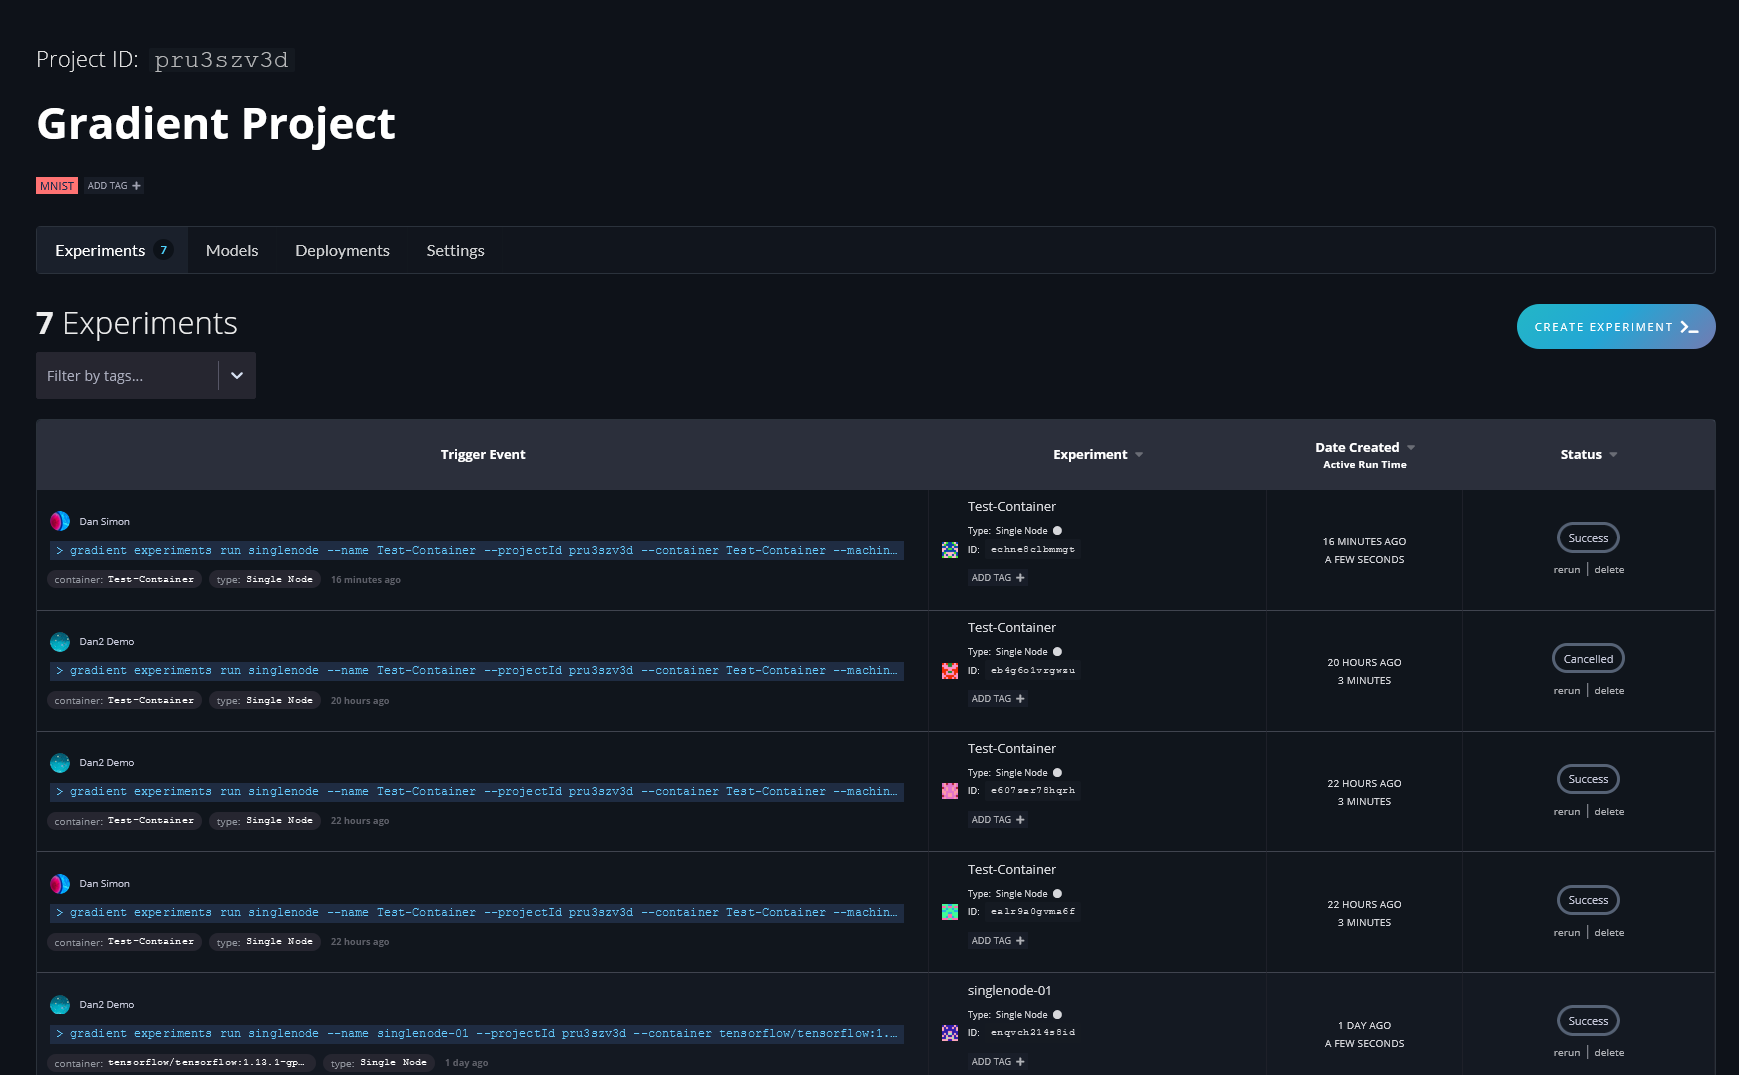 Project ID: pru3szv3d
Gradient Project
MNIST ADD TAG +
Experiments 7 Models Deployments Settings
7 Experiments
CREATE EXPERIMENT
Filter by tags...
Trigger Event Experiment Date Created Status
Active Run Time
Dan Simon
> gradient experiments run singlenode --name Test-Container --projectId pru3szv3d --container Test-Container --machin...
container: Test-Container type: Single Node 16 minutes ago
Test-Container
Type: Single Node
ID: echne8clbmmgt
ADD TAG +
16 MINUTES AGO
A FEW SECONDS
Success
rerun | delete
Dan2 Demo
> gradient experiments run singlenode --name Test-Container --projectId pru3szv3d --container Test-Container --machin...
container: Test-Container type: Single Node 20 hours ago
Test-Container
Type: Single Node
ID: eb4g6olvrgwzu
ADD TAG +
20 HOURS AGO
3 MINUTES
Cancelled
rerun | delete
Dan2 Demo
> gradient experiments run singlenode --name Test-Container --projectId pru3szv3d --container Test-Container --machin...
container: Test-Container type: Single Node 22 hours ago
Test-Container
Type: Single Node
ID: e607zer78hqrh
ADD TAG +
22 HOURS AGO
3 MINUTES
Success
rerun | delete
Dan Simon
> gradient experiments run singlenode --name Test-Container --projectId pru3szv3d --container Test-Container --machin...
container: Test-Container type: Single Node 22 hours ago
Test-Container
Type: Single Node
ID: ealr9a0gvma6f
ADD TAG +
22 HOURS AGO
3 MINUTES
Success
rerun | delete
Dan2 Demo
> gradient experiments run singlenode --name singlenode-01 --projectId pru3szv3d --container tensorflow/tensorflow:1....
container: tensorflow/tensorflow:1.13.1-gp... type: Single Node 1 day ago
singlenode-01
Type: Single Node
ID: enqvch214s8id
ADD TAG +
1 DAY AGO
A FEW SECONDS
Success
rerun | delete